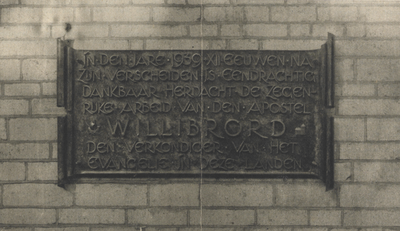 IN DEN JARE 1939 XII EEUWEN NA
ZIJN VERSCHEIDEN IS EENDRACHTIG
DANKBAAR HERDACHT DE ZEGEN-
RIJKE ARBEID VAN DEN APOSTEL
WILLIBRORD
DEN VERKONDIGER VAN HET
EVANGELIE IN DEZE LANDEN